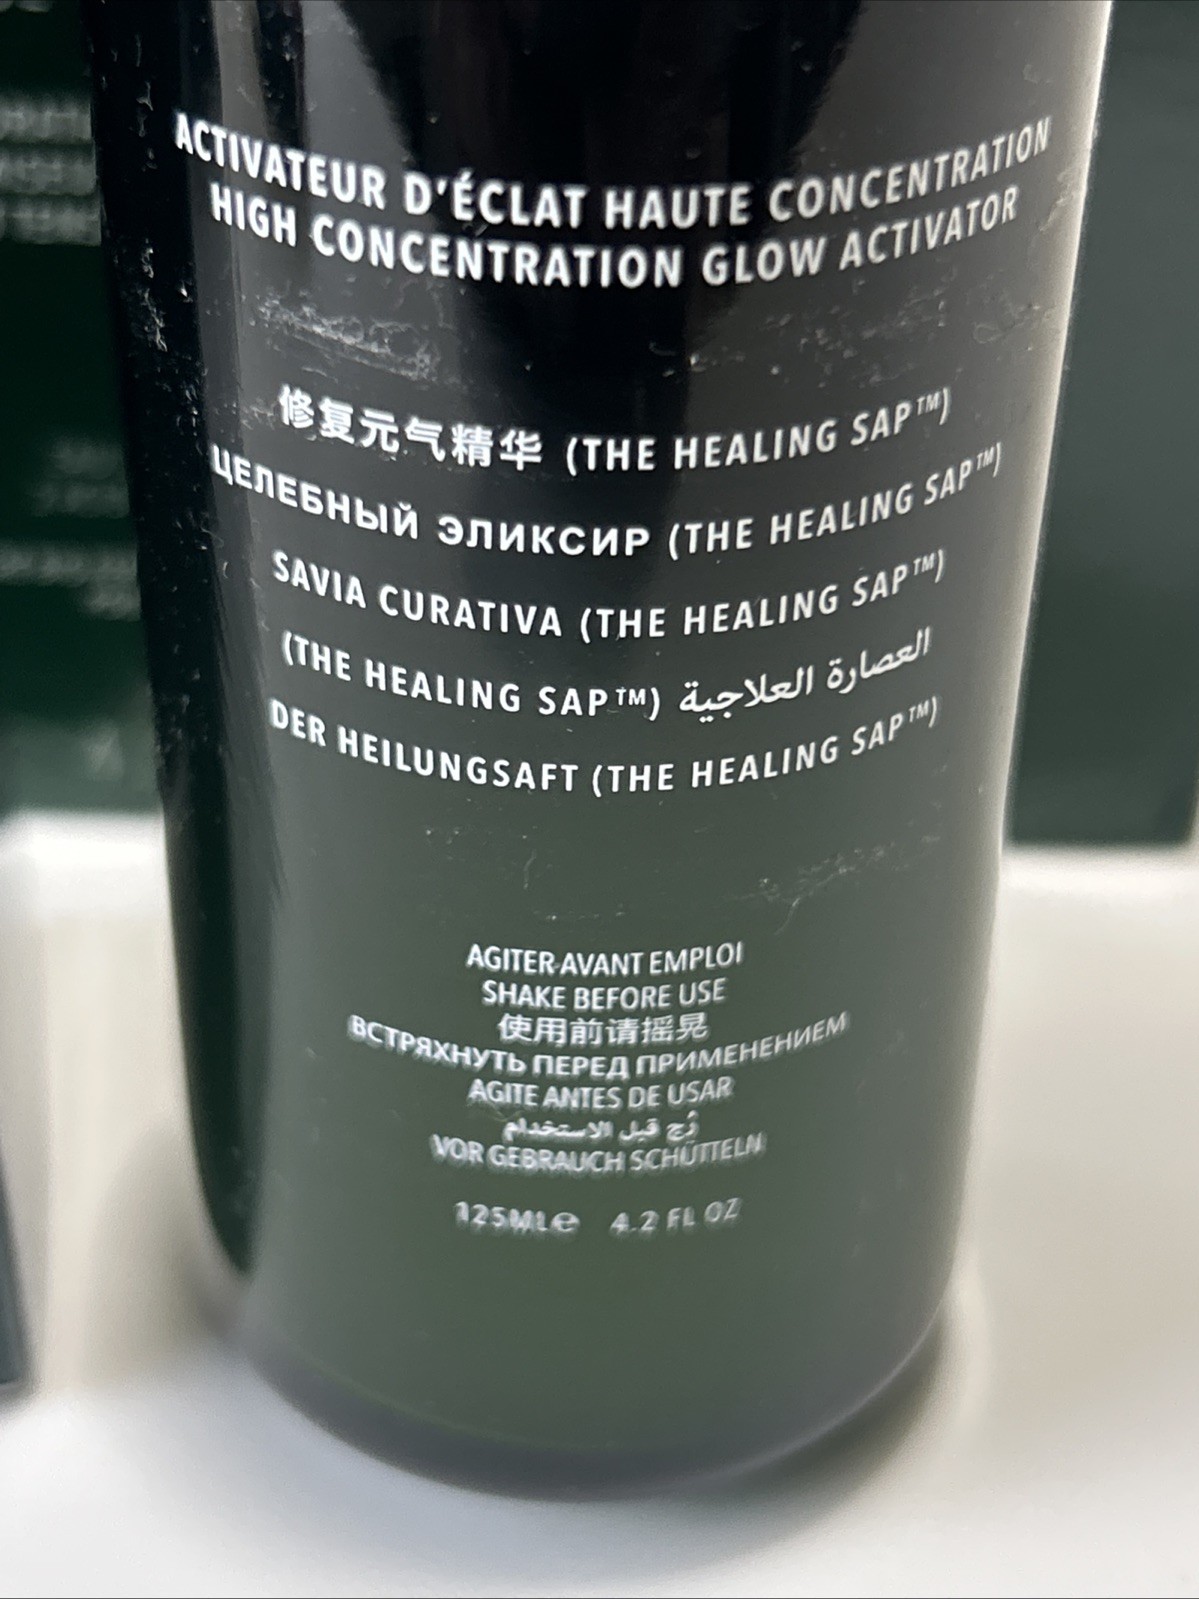 ACTIVATEUR D'ÉCLAT HAUTE CONCENTRATION
HIGH CONCENTRATION GLOW ACTIVATOR
修复元气精华 (THE HEALING SAP™)
ЦЕЛЕБНЫЙ ЭЛИКСИР (THE HEALING SAP™)
SAVIA CURATIVA (THE HEALING SAP™)
(THE HEALING SAP™) العصارة العلاجية
DER HEILUNGSAFT (THE HEALING SAP™)
AGITER AVANT EMPLOI
SHAKE BEFORE USE
使用前请摇晃
ВСТРЯХНУТЬ ПЕРЕД ПРИМЕНЕНИЕМ
AGITE ANTES DE USAR
رُج قبل الاستخدام
VOR GEBRAUCH SCHÜTTELN
125ML℮ 4.2 FL OZ